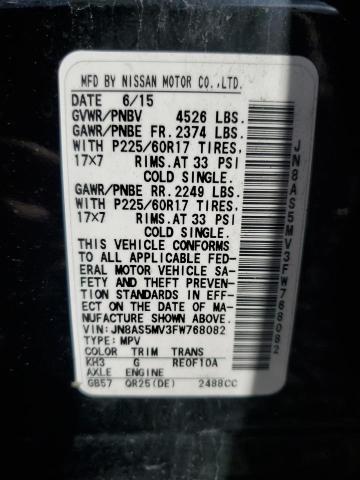 MFD BY NISSAN MOTOR CO.,LTD.
DATE 6/15
GVWR/PNBV 4526 LBS.
GAWR/PNBE FR. 2374 LBS.
WITH P225/60R17 TIRES,
17×7 RIMS.AT 33 PSI
COLD SINGLE.
GAWR/PNBE RR. 2249 LBS.
WITH P225/60R17 TIRES,
17×7 RIMS.AT 33 PSI
COLD SINGLE.
THIS VEHICLE CONFORMS
TO ALL APPLICABLE FED-
ERAL MOTOR VEHICLE SA-
FETY AND THEFT PREVEN-
TION STANDARDS IN EFF-
ECT ON THE DATE OF MA-
NUFACTURE SHOWN ABOVE.
VIN:JN8AS5MV3FW768082
TYPE:MPV
COLOR TRIM TRANS
KH3 G RE0F10A
AXLE ENGINE
GB57 QR25(DE) 2488CC
JN8AS5MV3FW768082